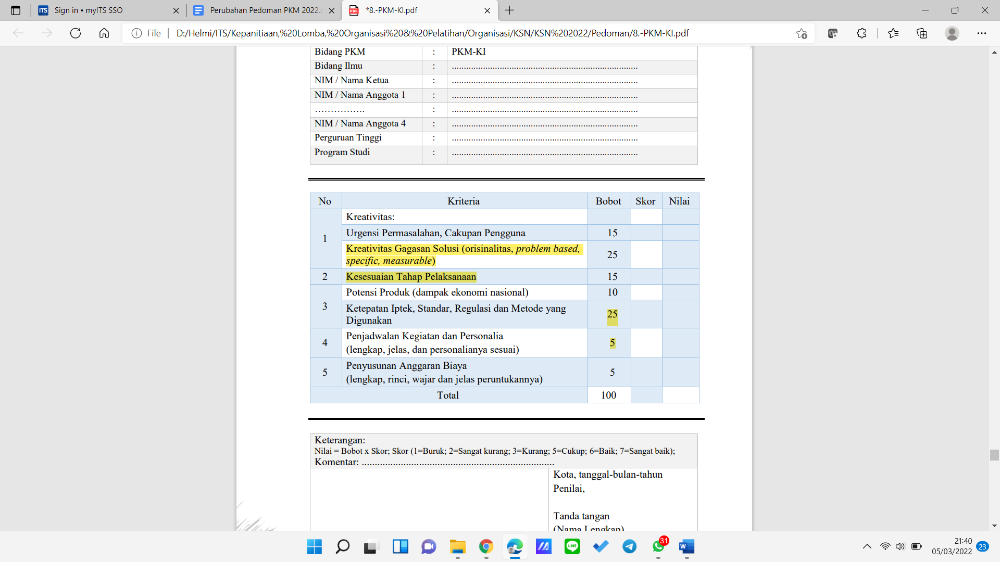 Sign in • myITS SSO
Perubahan Pedoman PKM 2022.
*8.-PKM-KI.pdf
File
D:/Helmi/ITS/Kepanitiaan,%20Lomba,%20Organisasi%20&%20Pelatihan/Organisasi/KSN/KSN%202022/Pedoman/8.-PKM-KI.pdf
Bidang PKM : PKM-KI
Bidang Ilmu : ..............................................................................
NIM / Nama Ketua : ..............................................................................
NIM / Nama Anggota 1 : ..............................................................................
……………. : ..............................................................................
NIM / Nama Anggota 4 : ..............................................................................
Perguruan Tinggi : ..............................................................................
Program Studi : ..............................................................................
No Kriteria Bobot Skor Nilai
1 Kreativitas:
Urgensi Permasalahan, Cakupan Pengguna 15
Kreativitas Gagasan Solusi (orisinalitas, problem based,
specific, measurable) 25
2 Kesesuaian Tahap Pelaksanaan 15
3 Potensi Produk (dampak ekonomi nasional) 10
Ketepatan Iptek, Standar, Regulasi dan Metode yang
Digunakan 25
4 Penjadwalan Kegiatan dan Personalia
(lengkap, jelas, dan personalianya sesuai) 5
5 Penyusunan Anggaran Biaya
(lengkap, rinci, wajar dan jelas peruntukannya) 5
Total 100
Keterangan:
Nilai = Bobot x Skor; Skor (1=Buruk; 2=Sangat kurang; 3=Kurang; 5=Cukup; 6=Baik; 7=Sangat baik);
Komentar: ..........................................................................
Kota, tanggal-bulan-tahun
Penilai,
Tanda tangan
(Nama Lengkap)
31
21:40
05/03/2022
23